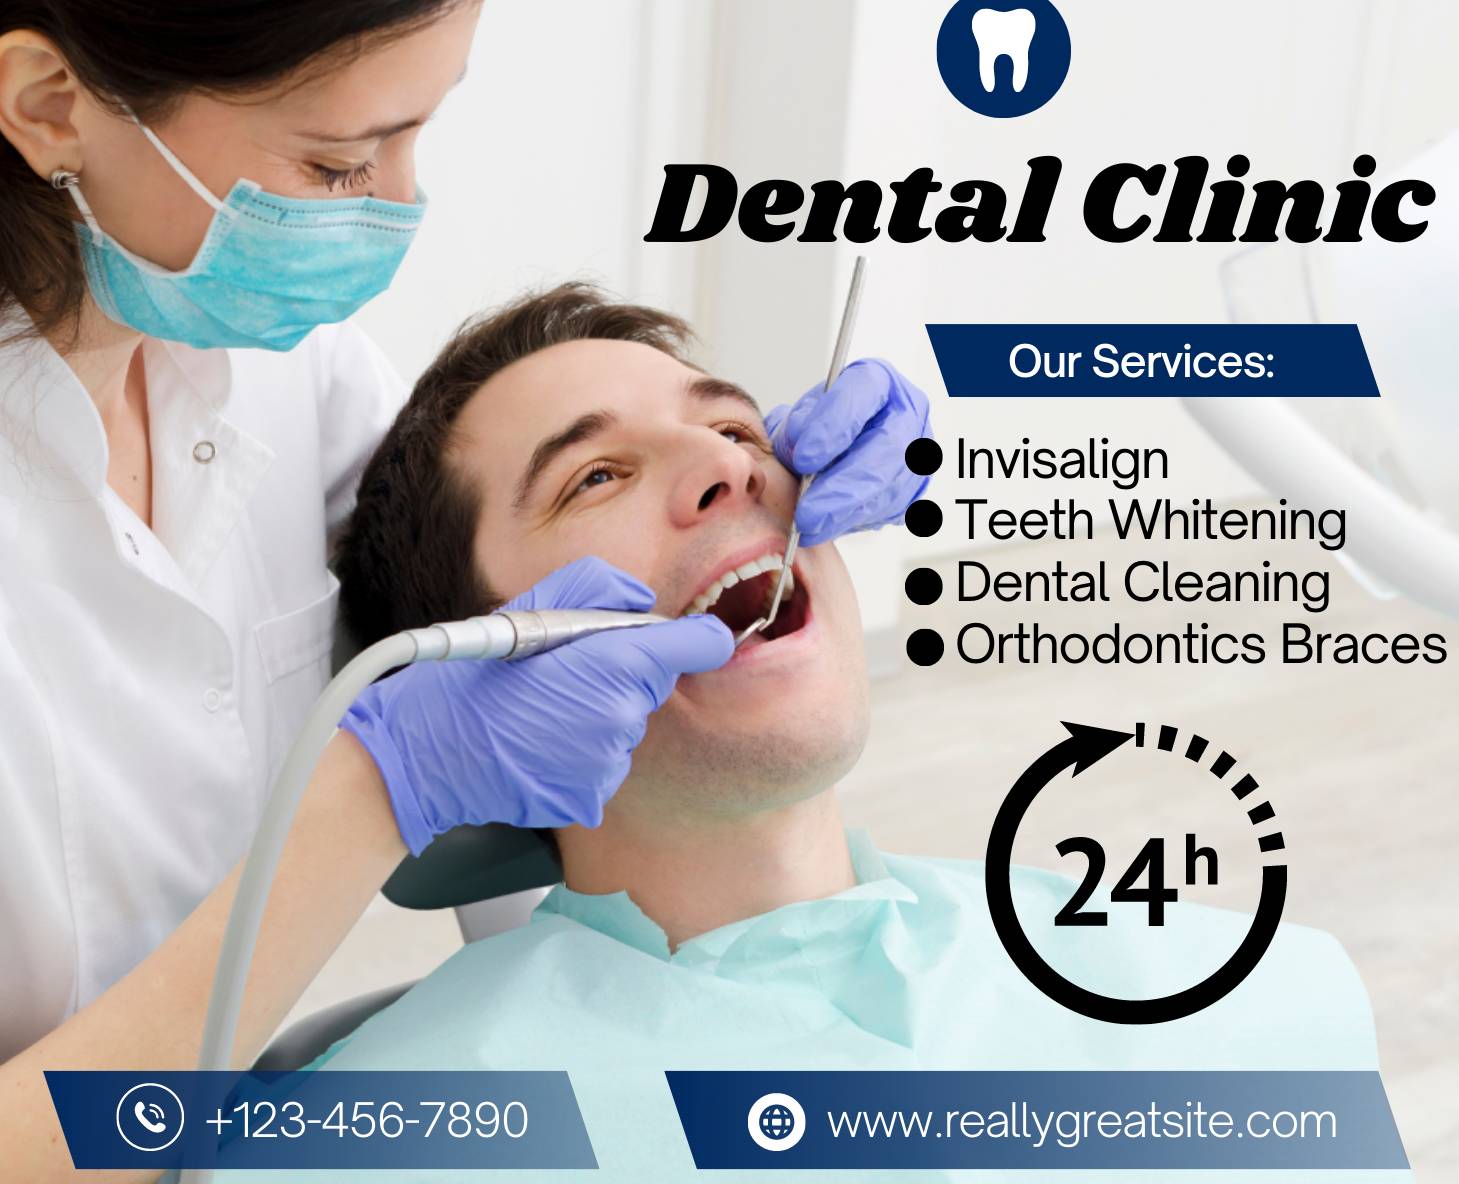 Dental Clinic
Our Services:
Invisalign
Teeth Whitening
Dental Cleaning
Orthodontics Braces
24h
+123-456-7890
www.reallygreatsite.com